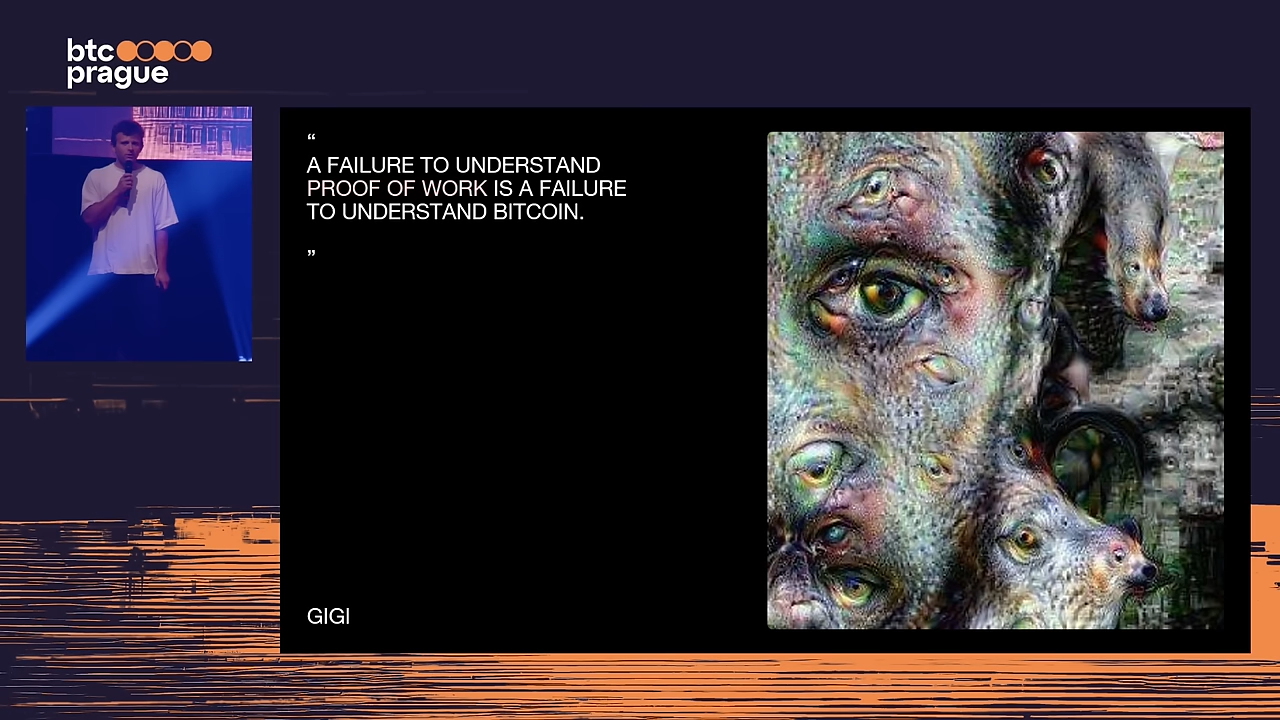 btc
prague
“
A FAILURE TO UNDERSTAND
PROOF OF WORK IS A FAILURE
TO UNDERSTAND BITCOIN.
”
GIGI